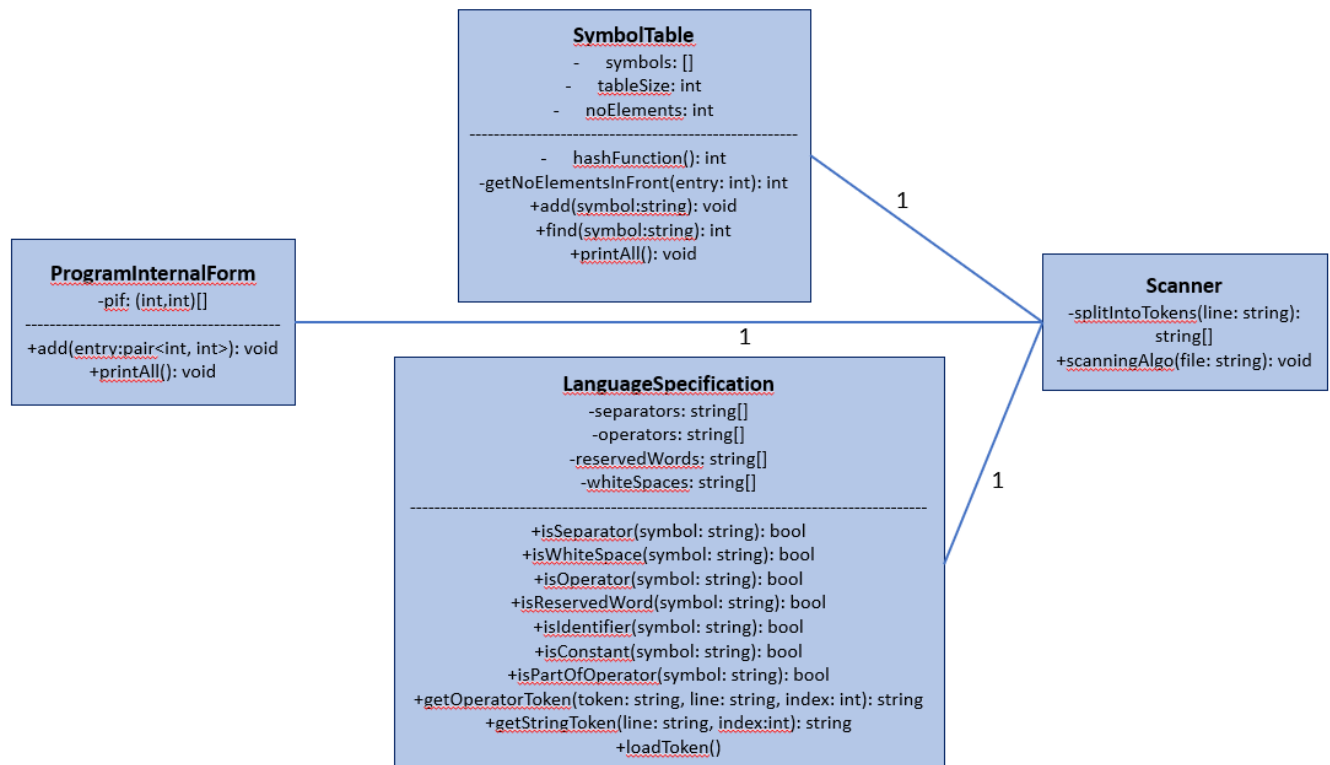 SymbolTable
- symbols: []
- tableSize: int
- noElements: int
--------------------------------------------------------
- hashFunction(): int
-getNoElementsInFront(entry: int): int
+add(symbol:string): void
+find(symbol:string): int
+printAll(): void
1
ProgramInternalForm
-pif: (int,int)[]
-------------------------------------------
+add(entry:pair<int, int>): void
+printAll(): void
1
Scanner
-splitIntoTokens(line: string):
string[]
+scanningAlgo(file: string): void
LanguageSpecification
-separators: string[]
-operators: string[]
-reservedWords: string[]
-whiteSpaces: string[]
----------------------------------------------------------------------------------------
+isSeparator(symbol: string): bool
+isWhiteSpace(symbol: string): bool
+isOperator(symbol: string): bool
+isReservedWord(symbol: string): bool
+isIdentifier(symbol: string): bool
+isConstant(symbol: string): bool
+isPartOfOperator(symbol: string): bool
+getOperatorToken(token: string, line: string, index: int): string
+getStringToken(line: string, index:int): string
+loadToken()
1